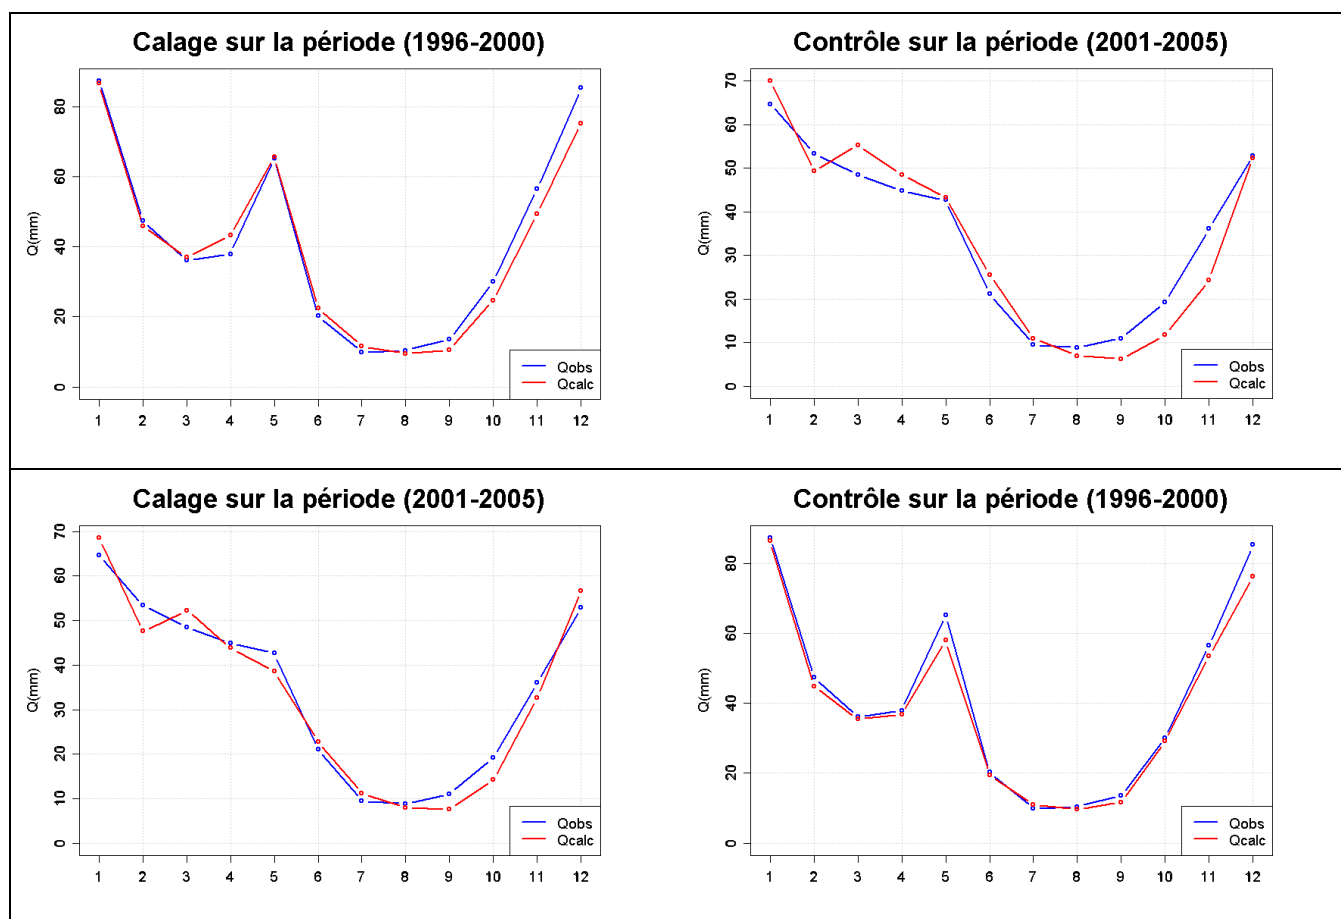 Calage sur la période (1996-2000)
Q(mm)
80
60
40
20
0
1 2 3 4 5 6 7 8 9 10 11 12
Qobs
Qcalc
Contrôle sur la période (2001-2005)
Q(mm)
70
60
50
40
30
20
10
0
1 2 3 4 5 6 7 8 9 10 11 12
Qobs
Qcalc
Calage sur la période (2001-2005)
Q(mm)
70
60
50
40
30
20
10
0
1 2 3 4 5 6 7 8 9 10 11 12
Qobs
Qcalc
Contrôle sur la période (1996-2000)
Q(mm)
80
60
40
20
0
1 2 3 4 5 6 7 8 9 10 11 12
Qobs
Qcalc